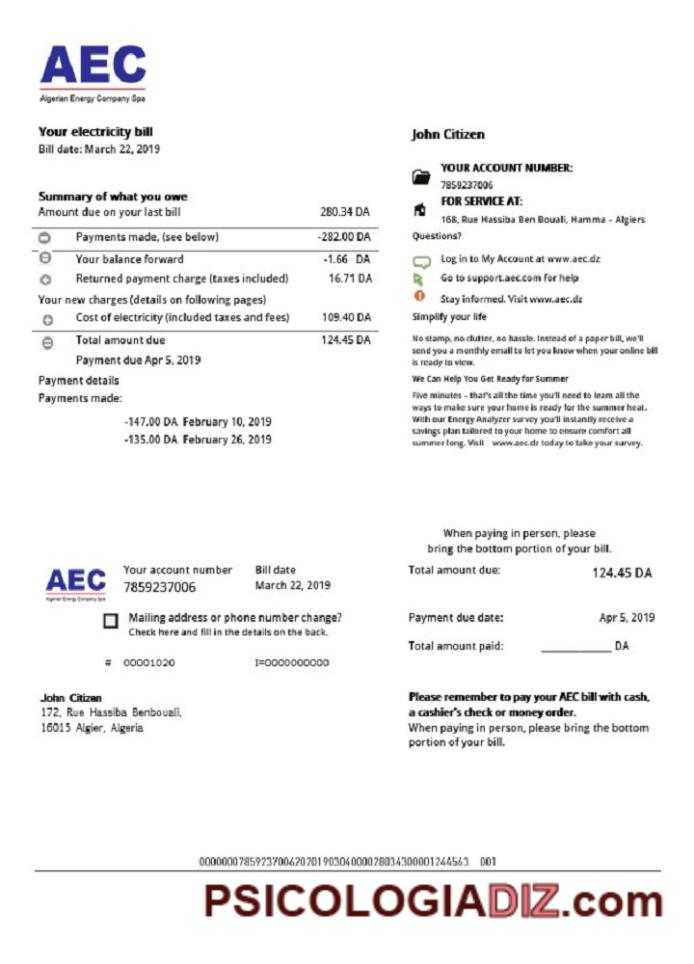 AEC
Algerian Energy Company Spa
Your electricity bill
Bill date: March 22, 2019
Summary of what you owe
Amount due on your last bill 280.34 DA
Payments made, (see below) -282.00 DA
Your balance forward -1.66 DA
Returned payment charge (taxes included) 16.71 DA
Your new charges (details on following pages)
Cost of electricity (included taxes and fees) 109.40 DA
Total amount due 124.45 DA
Payment due Apr 5, 2019
Payment details
Payments made:
-147.00 DA February 10, 2019
-135.00 DA February 26, 2019
John Citizen
YOUR ACCOUNT NUMBER:
7859237006
FOR SERVICE AT:
168, Rue Hassiba Ben Bouali, Hamma - Algiers
Questions?
Log in to My Account at www.aec.dz
Go to support.aec.com for help
Stay informed. Visit www.aec.dz
Simplify your life
No stamp, no clutter, no hassle. Instead of a paper bill, we'll
send you a monthly email to let you know when your online bill
is ready to view.
We Can Help You Get Ready for Summer
Five minutes - that's all the time you'll need to learn all the
ways to make sure your home is ready for the summer heat.
With our Energy Analyzer survey you'll instantly receive a
savings plan tailored to your home to ensure comfort all
summer long. Visit www.aec.dz today to take your survey.
AEC
Algerian Energy Company Spa
Your account number Bill date
7859237006 March 22, 2019
Mailing address or phone number change?
Check here and fill in the details on the back.
# 00001020 I=0000000000
John Citizen
172, Rue Hassiba Benbouali,
16015 Algier, Algeria
When paying in person, please
bring the bottom portion of your bill.
Total amount due: 124.45 DA
Payment due date: Apr 5, 2019
Total amount paid: ____________ DA
Please remember to pay your AEC bill with cash,
a cashier's check or money order.
When paying in person, please bring the bottom
portion of your bill.
000000078592370062020190304000028034300001244563 001
PSICOLOGIADIZ.com